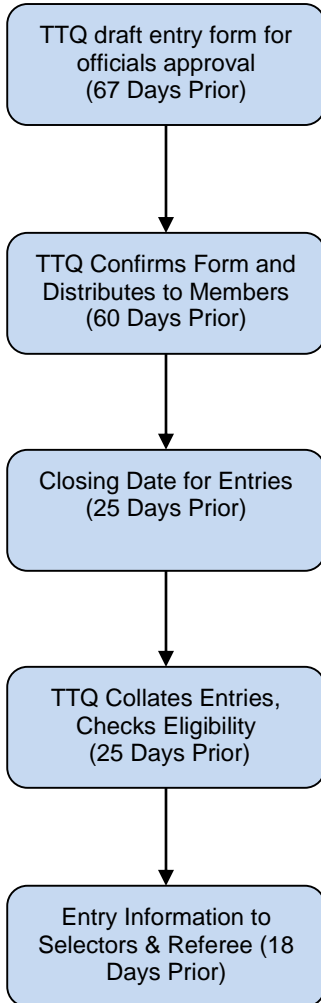 TTQ draft entry form for
officials approval
(67 Days Prior)
TTQ Confirms Form and
Distributes to Members
(60 Days Prior)
Closing Date for Entries
(25 Days Prior)
TTQ Collates Entries,
Checks Eligibility
(25 Days Prior)
Entry Information to
Selectors & Referee (18
Days Prior)